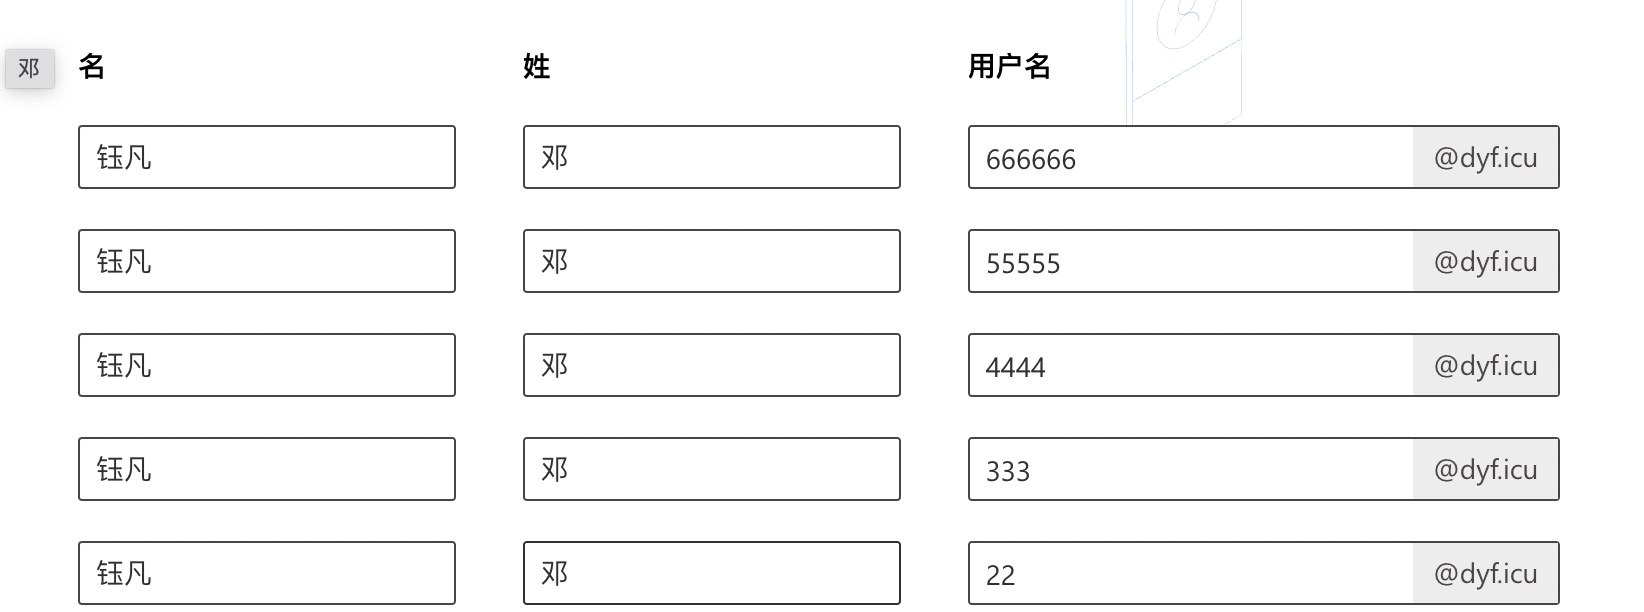 邓
名 姓 用户名
钰凡 邓 666666 @dyf.icu
钰凡 邓 55555 @dyf.icu
钰凡 邓 4444 @dyf.icu
钰凡 邓 333 @dyf.icu
钰凡 邓 22 @dyf.icu